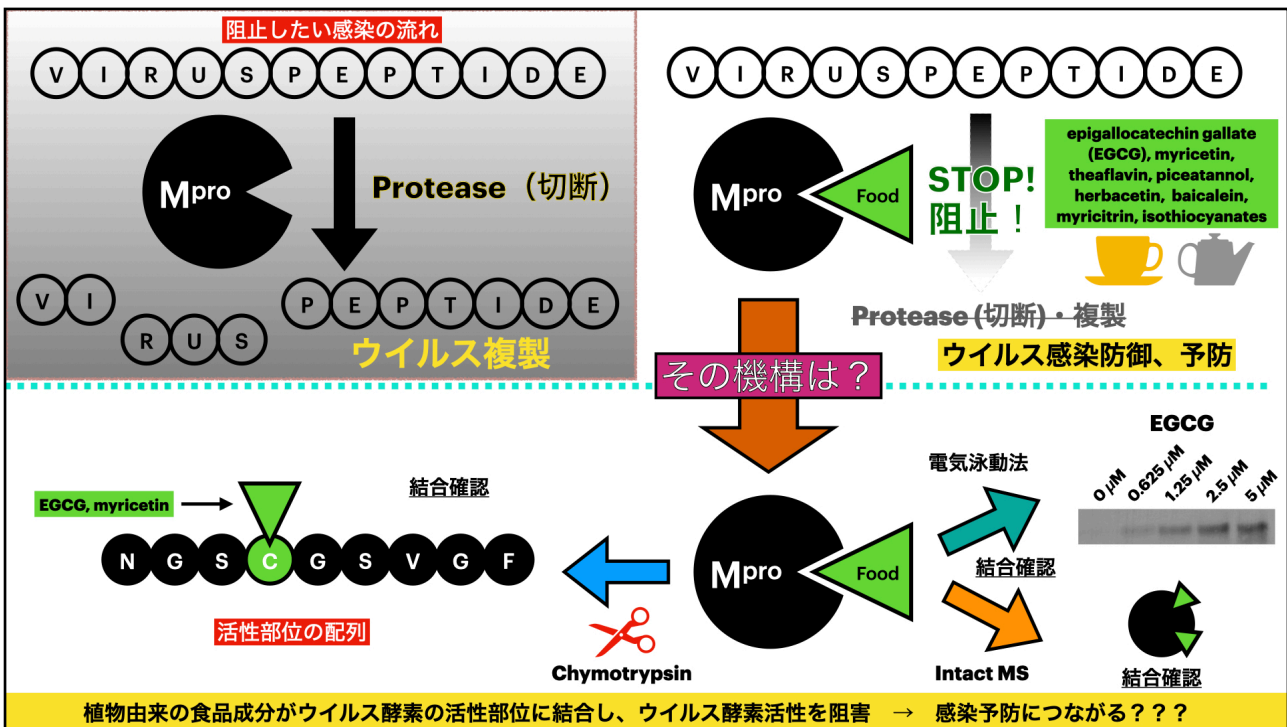 阻止したい感染の流れ
VIRUSPEPTIDE
Mpro
Protease（切断）
VI
RUS
PEPTIDE
ウイルス複製
VIRUSPEPTIDE
Mpro
Food
STOP!
阻止！
epigallocatechin gallate
(EGCG), myricetin,
theaflavin, piceatannol,
herbacetin, baicalein,
myricitrin, isothiocyanates
Protease (切断)・複製
ウイルス感染防御、予防
その機構は？
EGCG, myricetin
結合確認
NGSCGSVGF
活性部位の配列
Chymotrypsin
Mpro
Food
電気泳動法
結合確認
Intact MS
EGCG
0 µM
0.625 µM
1.25 µM
2.5 µM
5 µM
結合確認
植物由来の食品成分がウイルス酵素の活性部位に結合し、ウイルス酵素活性を阻害 → 感染予防につながる???